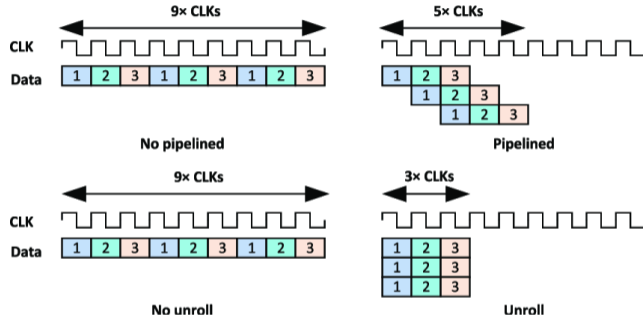 9× CLKs
5× CLKs
CLK
Data 1 2 3 1 2 3 1 2 3
1 2 3
1 2 3
1 2 3
No pipelined
Pipelined
9× CLKs
3× CLKs
CLK
Data 1 2 3 1 2 3 1 2 3
1 2 3
1 2 3
1 2 3
No unroll
Unroll